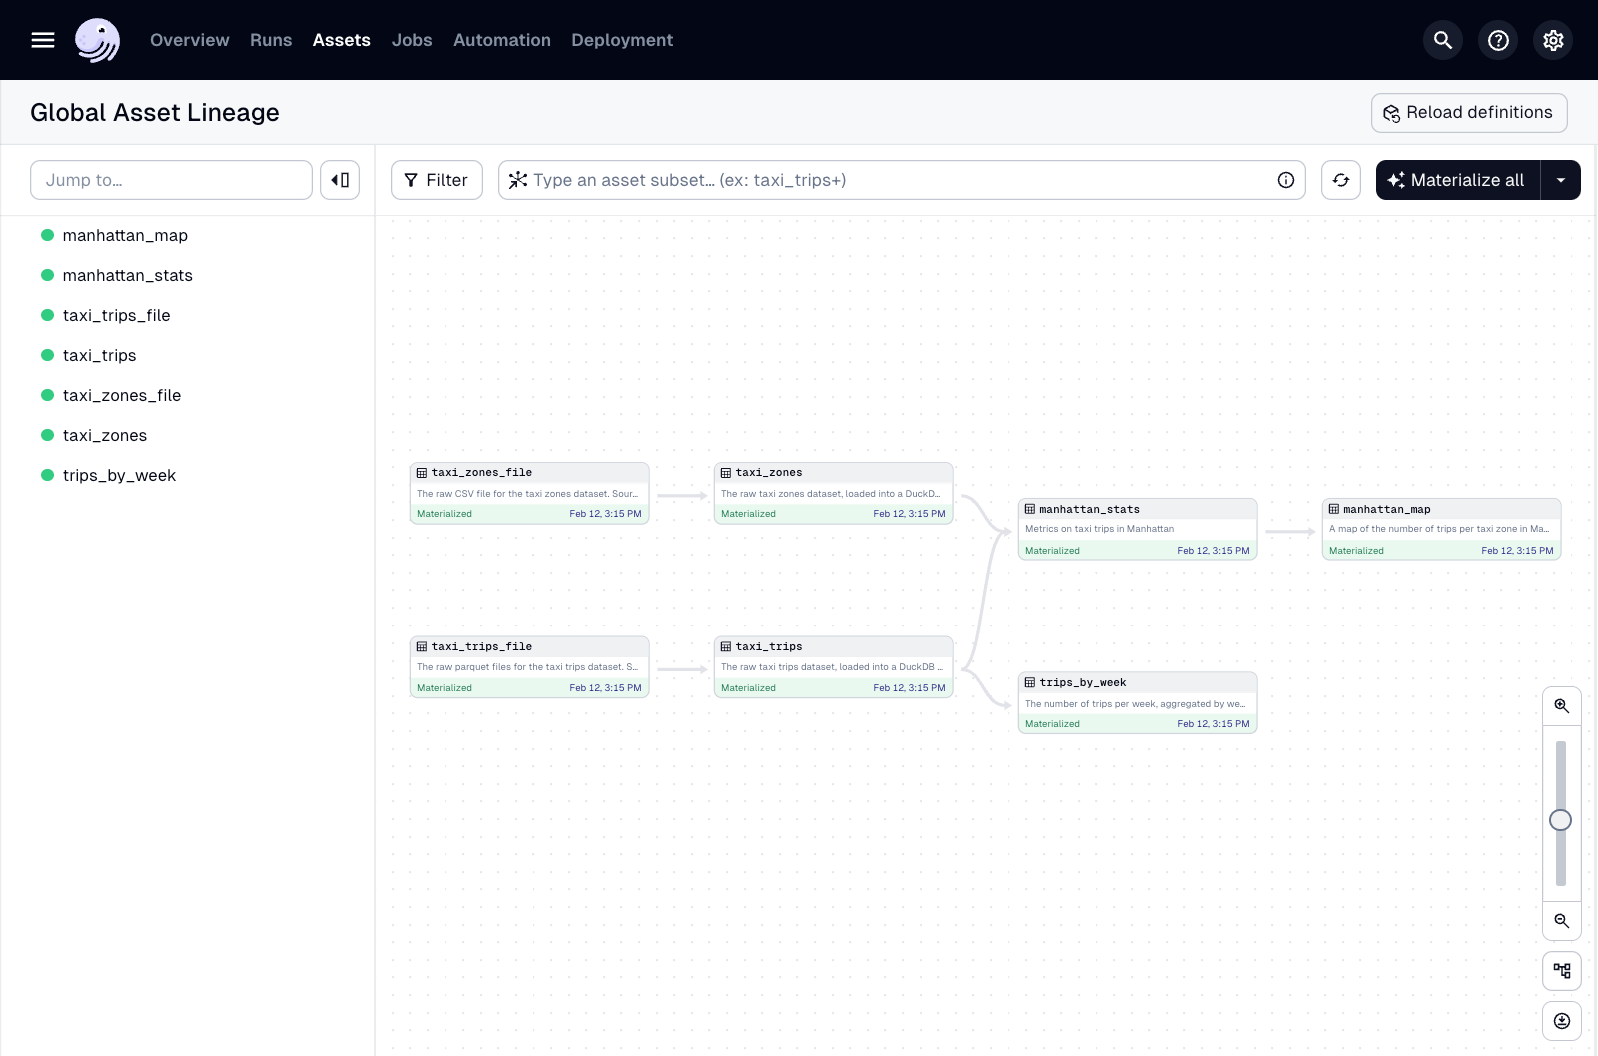 Overview Runs Assets Jobs Automation Deployment
Global Asset Lineage
Reload definitions
Jump to...
Filter
Type an asset subset... (ex: taxi_trips+)
Materialize all
manhattan_map
manhattan_stats
taxi_trips_file
taxi_trips
taxi_zones_file
taxi_zones
trips_by_week
taxi_zones_file
The raw CSV file for the taxi zones dataset. Sour...
Materialized Feb 12, 3:15 PM
taxi_zones
The raw taxi zones dataset, loaded into a DuckD...
Materialized Feb 12, 3:15 PM
manhattan_stats
Metrics on taxi trips in Manhattan
Materialized Feb 12, 3:15 PM
manhattan_map
A map of the number of trips per taxi zone in Ma...
Materialized Feb 12, 3:15 PM
taxi_trips_file
The raw parquet files for the taxi trips dataset. S...
Materialized Feb 12, 3:15 PM
taxi_trips
The raw taxi trips dataset, loaded into a DuckDB ...
Materialized Feb 12, 3:15 PM
trips_by_week
The number of trips per week, aggregated by we...
Materialized Feb 12, 3:15 PM